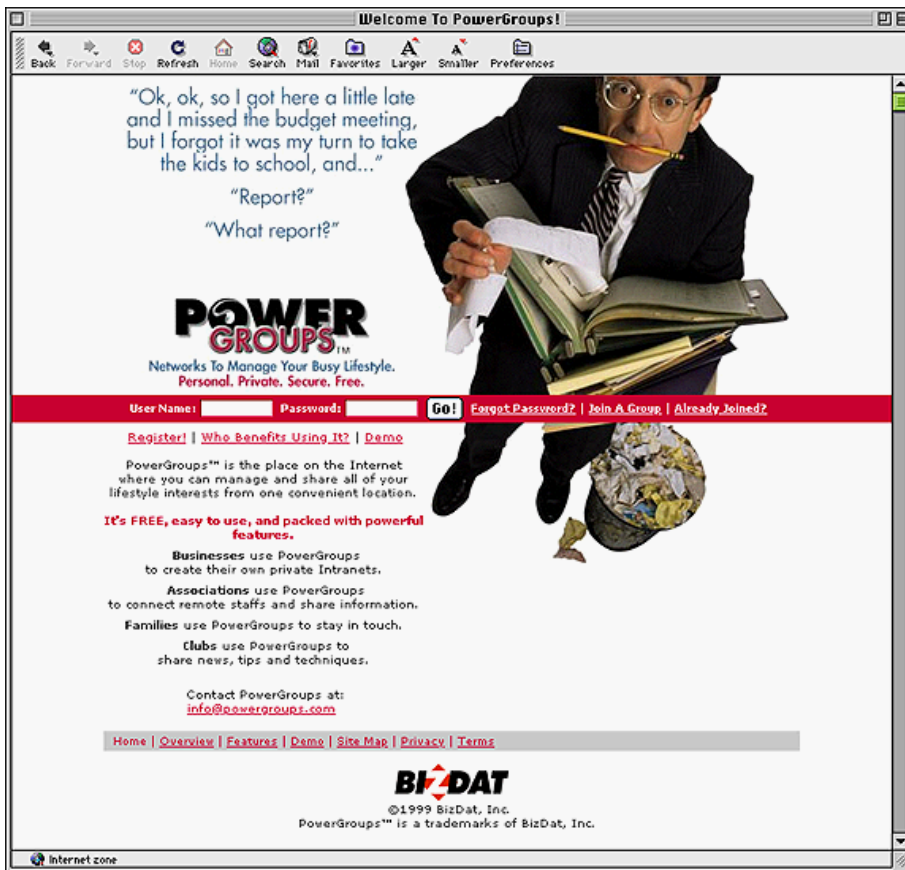 Welcome To PowerGroups!
Back Forward Stop Refresh Home Search Mail Favorites Larger Smaller Preferences
“Ok, ok, so I got here a little late
and I missed the budget meeting,
but I forgot it was my turn to take
the kids to school, and...”
“Report?”
“What report?”
POWER
GROUPS™
Networks To Manage Your Busy Lifestyle.
Personal. Private. Secure. Free.
User Name: Password: Go! Forgot Password? | Join A Group | Already Joined?
Register! | Who Benefits Using It? | Demo
PowerGroups™ is the place on the Internet
where you can manage and share all of your
lifestyle interests from one convenient location.
It's FREE, easy to use, and packed with powerful
features.
Businesses use PowerGroups
to create their own private Intranets.
Associations use PowerGroups
to connect remote staffs and share information.
Families use PowerGroups to stay in touch.
Clubs use PowerGroups to
share news, tips and techniques.
Contact PowerGroups at:
info@powergroups.com
Home | Overview | Features | Demo | Site Map | Privacy | Terms
BIZDAT
©1999 BizDat, Inc.
PowerGroups™ is a trademarks of BizDat, Inc.
Internet zone